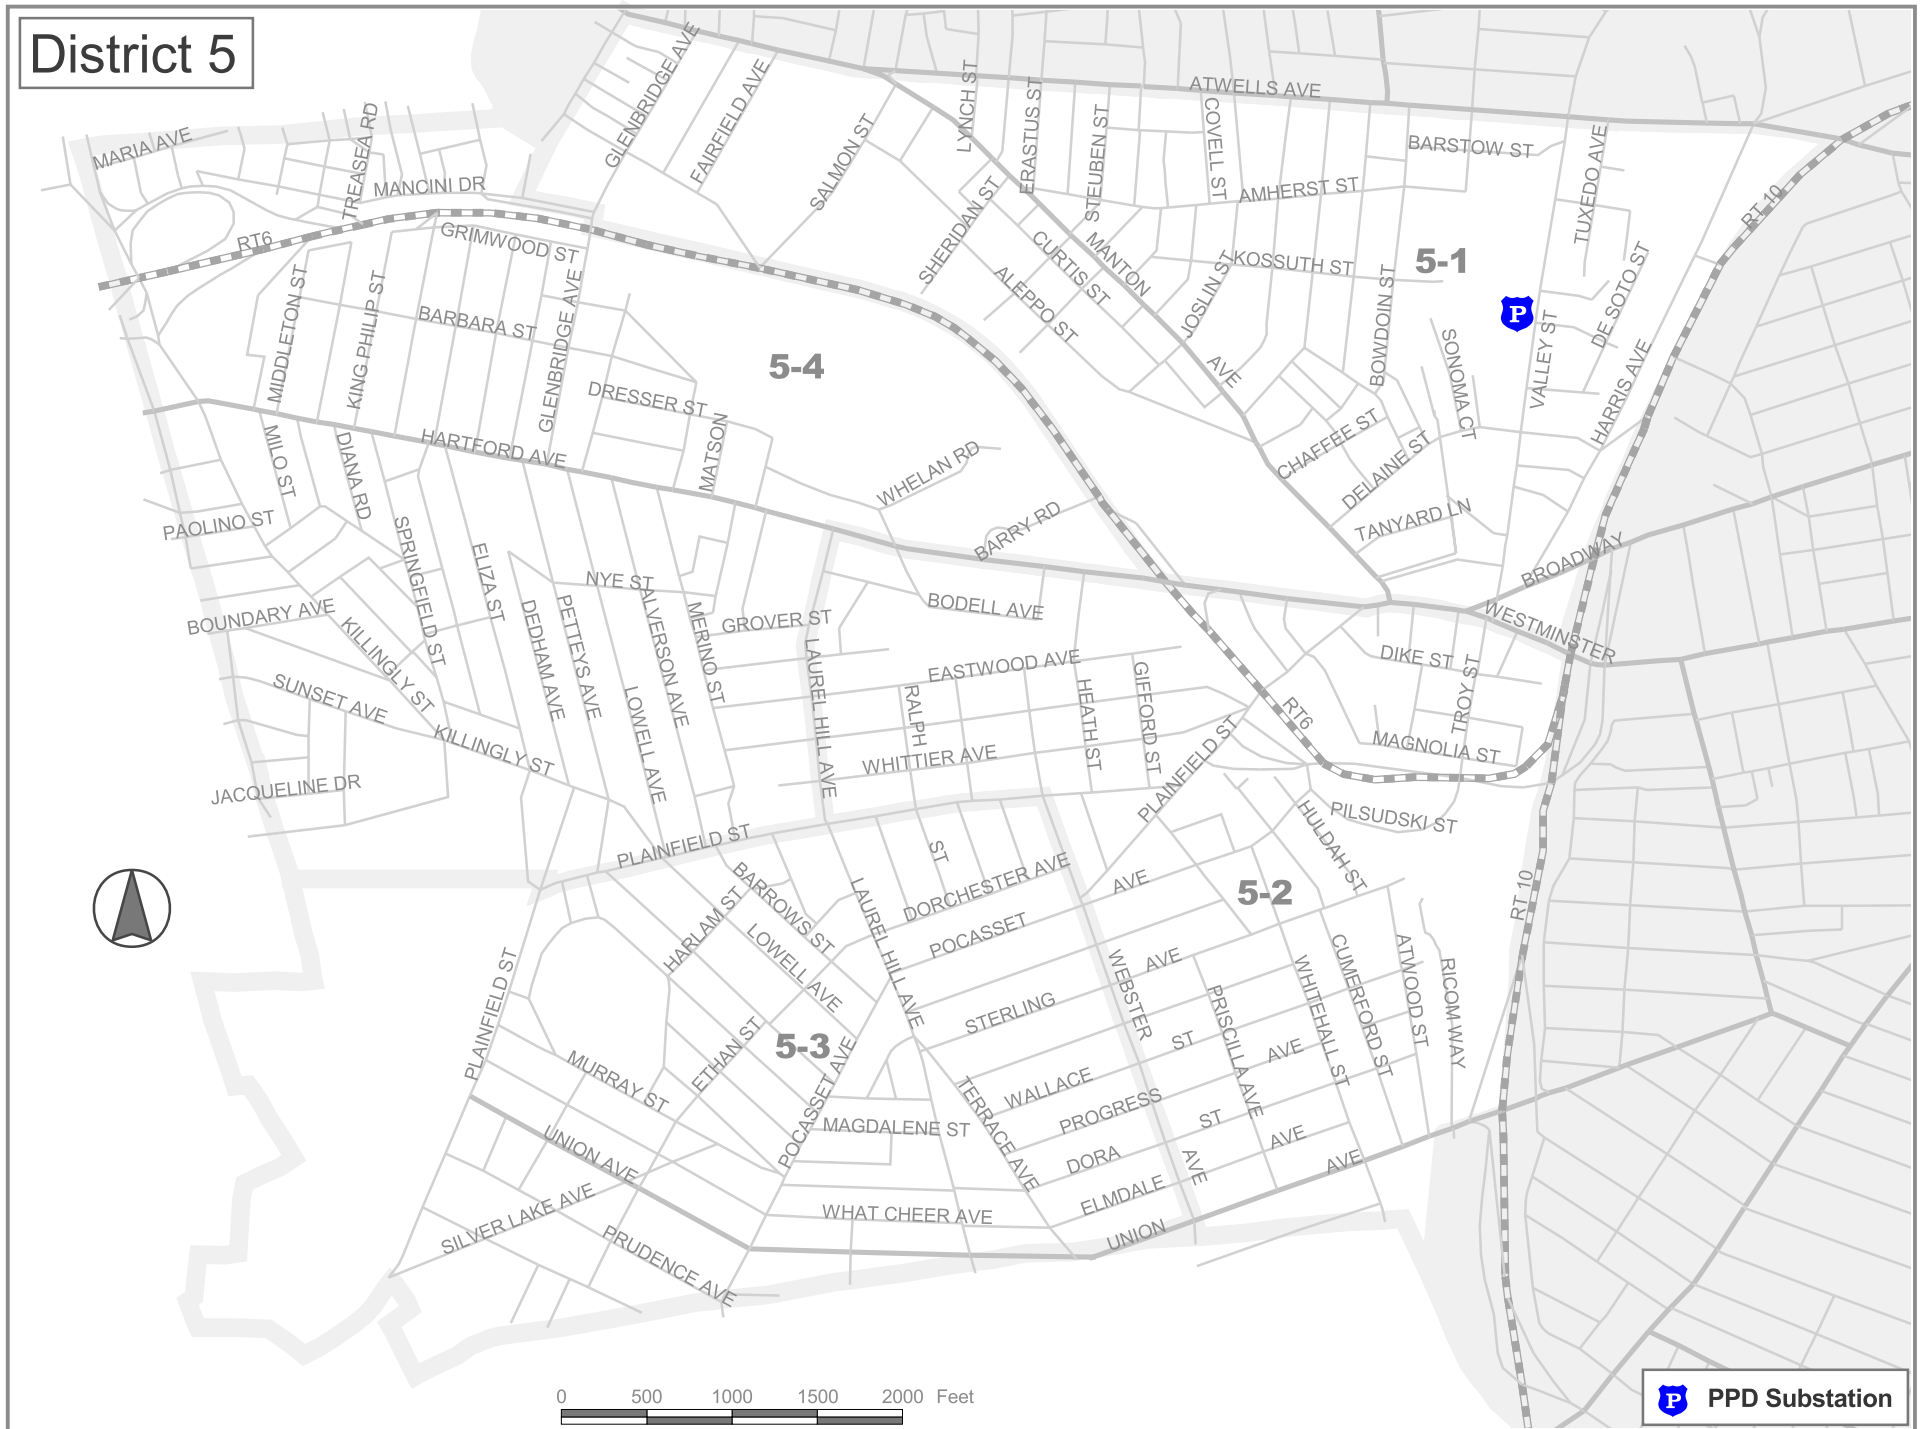 District 5
GLENBRIDGE AVE
FAIRFIELD AVE
SALMON ST
LYNCH ST
ERASTUS ST
STEUBEN ST
COVELL ST
ATWELLS AVE
BARSTOW ST
TUXEDO AVE
RT 10
MARIA AVE
TREASEA RD
MANCINI DR
RT6
GRIMWOOD ST
SHERIDAN ST
AMHERST ST
CURTIS ST
MANTON
AVE
ALEPPO ST
JOSLIN ST
KOSSUTH ST
5-1
P
DE SOTO ST
MIDDLETON ST
KING PHILIP ST
BARBARA ST
GLENBRIDGE AVE
5-4
BOWDOIN ST
SONOMA CT
VALLEY ST
HARRIS AVE
DRESSER ST
MATSON
HARTFORD AVE
MILO ST
DIANA RD
WHELAN RD
BARRY RD
CHAFFEE ST
DELAINE ST
TANYARD LN
BROADWAY
WESTMINSTER
PAOLINO ST
SPRINGFIELD ST
ELIZA ST
NYE ST
DEDHAM AVE
PETTEYS AVE
ALVERSON AVE
MERINO ST
GROVER ST
BODELL AVE
BOUNDARY AVE
KILLINGLY ST
SUNSET AVE
KILLINGLY ST
LOWELL AVE
LAUREL HILL AVE
RALPH
ST
EASTWOOD AVE
HEATH ST
GIFFORD ST
WHITTIER AVE
PLAINFIELD ST
RT6
DIKE ST
TROY ST
MAGNOLIA ST
PILSUDSKI ST
HULDAH ST
JACQUELINE DR
PLAINFIELD ST
BARROWS ST
HARLAM ST
LOWELL AVE
LAUREL HILL AVE
DORCHESTER AVE
POCASSET
AVE
5-2
RT 10
STERLING
AVE
WEBSTER
AVE
PRISCILLA AVE
WHITEHALL ST
CUMERFORD ST
ATWOOD ST
RICOM WAY
PLAINFIELD ST
ETHAN ST
5-3
MURRAY ST
POCASSET AVE
MAGDALENE ST
TERRACE AVE
WALLACE
ST
PROGRESS
AVE
DORA
ST
ELMDALE
AVE
UNION
AVE
UNION AVE
SILVER LAKE AVE
PRUDENCE AVE
WHAT CHEER AVE
0 500 1000 1500 2000 Feet
P PPD Substation